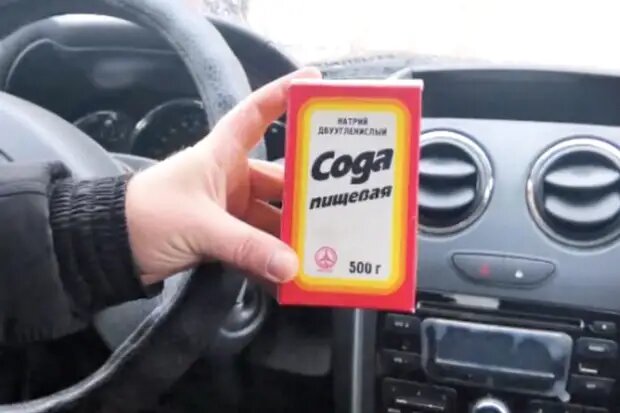 НАТРИЙ
ДВУУГЛЕКИСЛЫЙ
Сода
пищевая
500 г